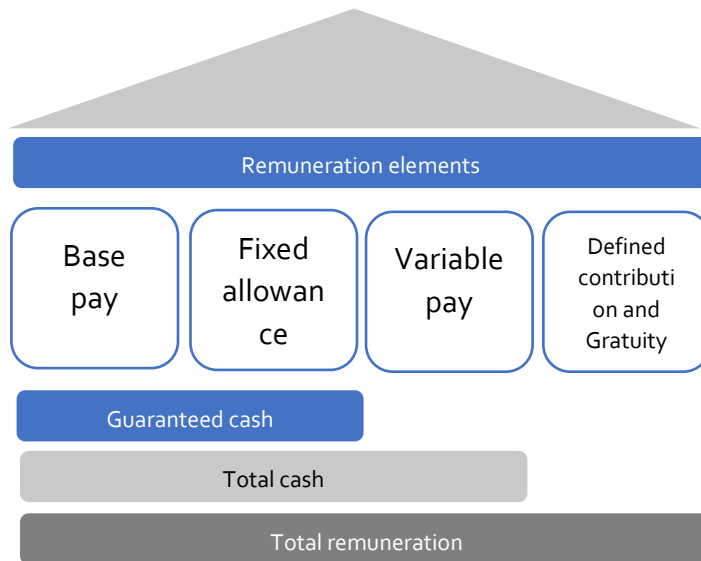 Remuneration elements
Base
pay
Fixed
allowan
ce
Variable
pay
Defined
contributi
on and
Gratuity
Guaranteed cash
Total cash
Total remuneration